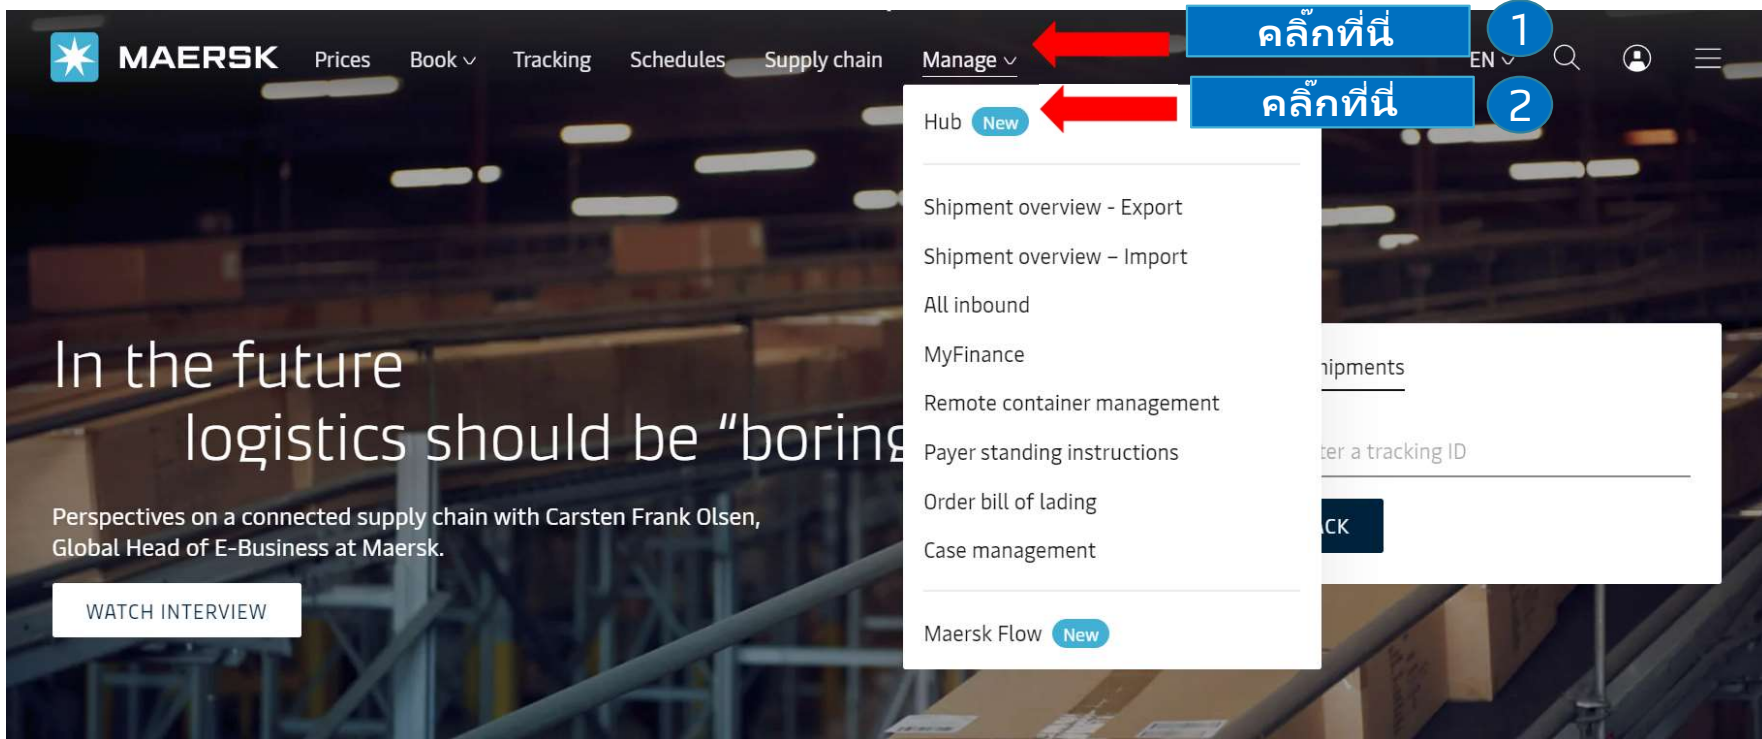 MAERSK Prices Book Tracking Schedules Supply chain Manage คลิ๊กที่นี่ 1 EN
Hub New คลิ๊กที่นี่ 2
Shipment overview - Export
Shipment overview – Import
All inbound
MyFinance
Remote container management
Payer standing instructions
Order bill of lading
Case management
Maersk Flow New
In the future
logistics should be “boring
Perspectives on a connected supply chain with Carsten Frank Olsen,
Global Head of E-Business at Maersk.
WATCH INTERVIEW
hipments
ter a tracking ID
ACK